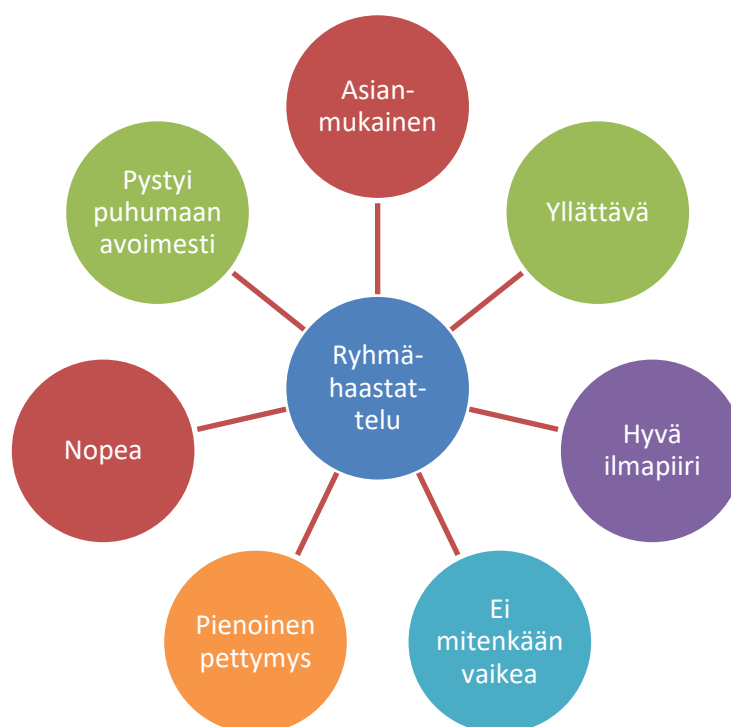 Asian-
mukainen
Pystyi
puhumaan
avoimesti
Yllättävä
Ryhmä-
haastat-
telu
Nopea
Hyvä
ilmapiiri
Pienoinen
pettymys
Ei
mitenkään
vaikea